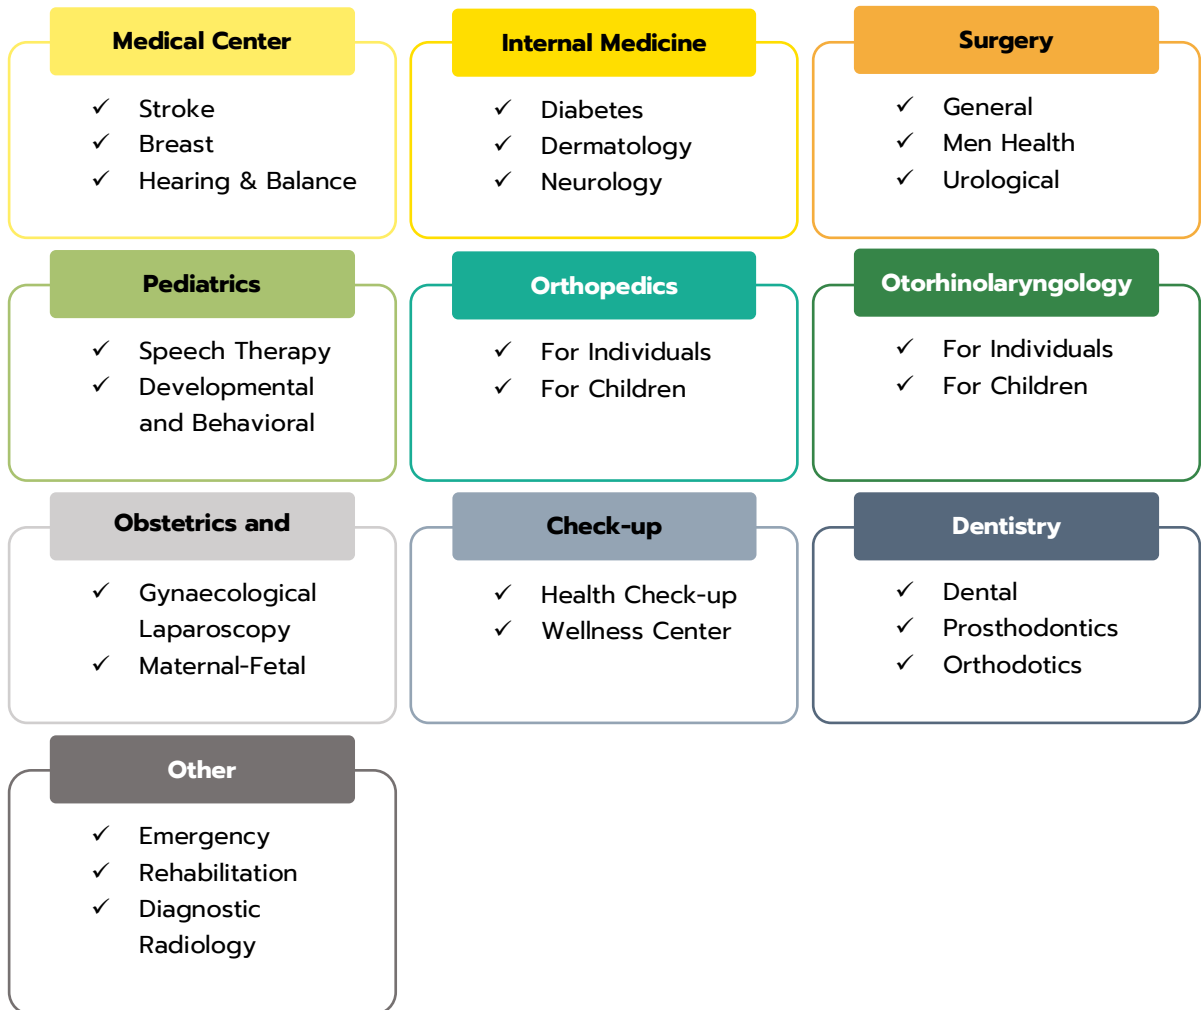 Medical Center
✓ Stroke
✓ Breast
✓ Hearing & Balance
Internal Medicine
✓ Diabetes
✓ Dermatology
✓ Neurology
Surgery
✓ General
✓ Men Health
✓ Urological
Pediatrics
✓ Speech Therapy
✓ Developmental
and Behavioral
Orthopedics
✓ For Individuals
✓ For Children
Otorhinolaryngology
✓ For Individuals
✓ For Children
Obstetrics and
✓ Gynaecological
Laparoscopy
✓ Maternal-Fetal
Check-up
✓ Health Check-up
✓ Wellness Center
Dentistry
✓ Dental
✓ Prosthodontics
✓ Orthodotics
Other
✓ Emergency
✓ Rehabilitation
✓ Diagnostic
Radiology